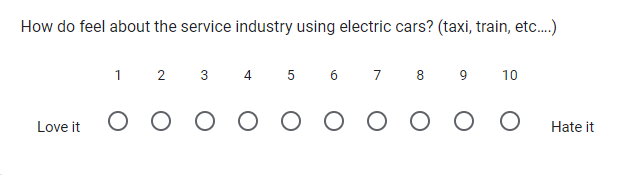 How do feel about the service industry using electric cars? (taxi, train, etc....)
1 2 3 4 5 6 7 8 9 10
Love it Hate it